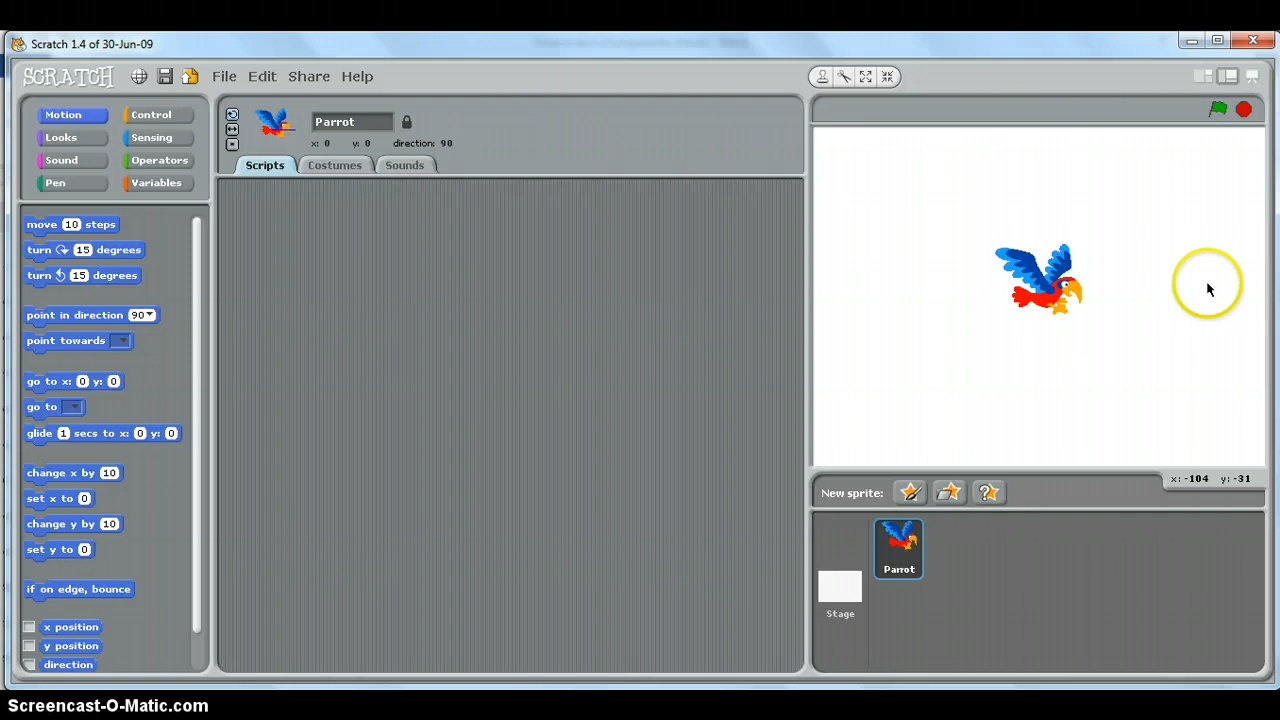 Scratch 1.4 of 30-Jun-09
SCRATCH File Edit Share Help
Motion Control
Looks Sensing
Sound Operators
Pen Variables
move 10 steps
turn 15 degrees
turn 15 degrees
point in direction 90
point towards
go to x: 0 y: 0
go to
glide 1 secs to x: 0 y: 0
change x by 10
set x to 0
change y by 10
set y to 0
if on edge, bounce
x position
y position
direction
Parrot
x: 0 y: 0 direction: 90
Scripts Costumes Sounds
x: -104 y: -31
New sprite:
Parrot
Stage
Screencast-O-Matic.com